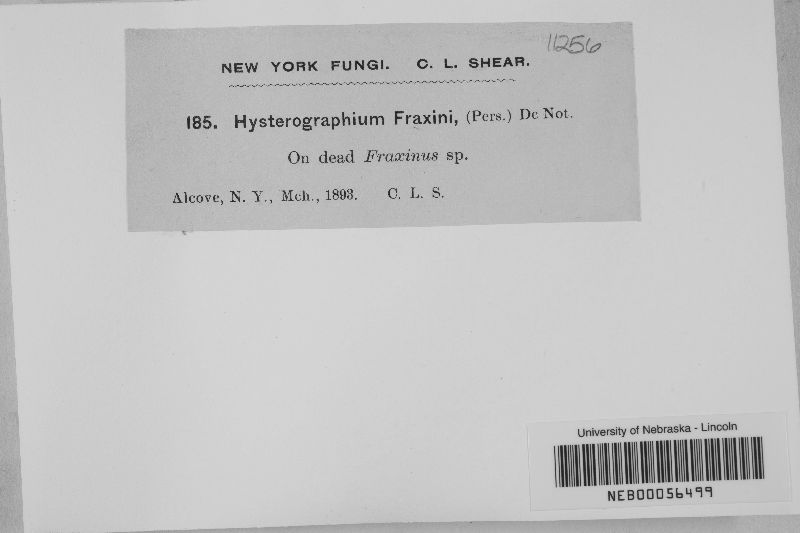 11256
NEW YORK FUNGI. C. L. SHEAR.
185. Hysterographium Fraxini, (Pers.) De Not.
On dead Fraxinus sp.
Alcove, N. Y., Mch., 1893. C. L. S.
University of Nebraska - Lincoln
NEB00056499